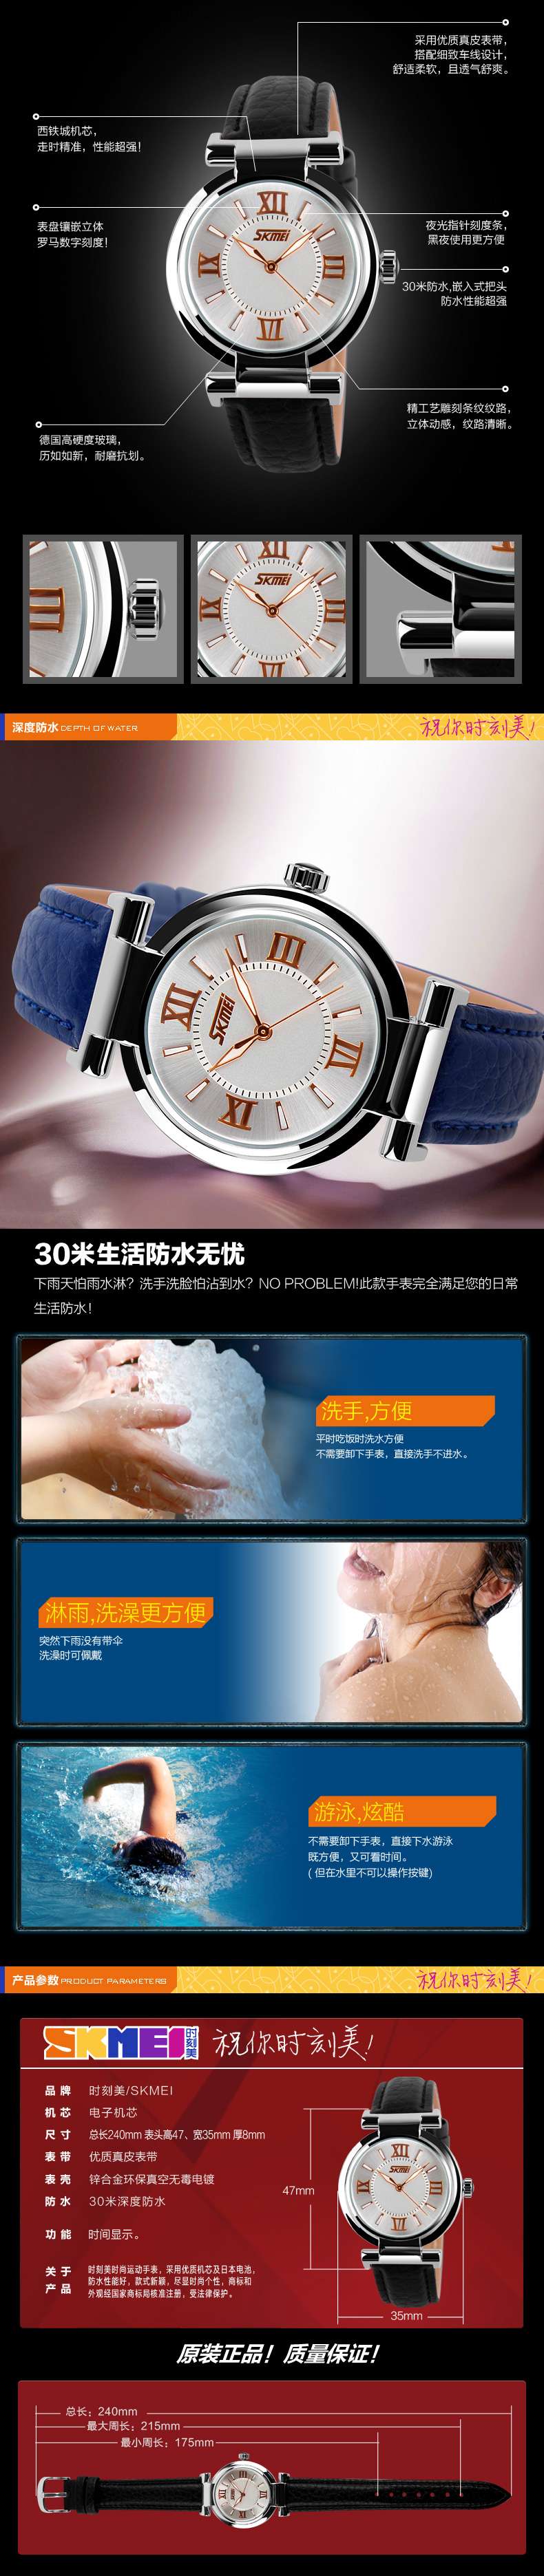 采用优质真皮表带,
搭配细致车线设计,
舒适柔软，且透气舒爽。
西铁城机芯,
走时精准，性能超强!
表盘镶嵌立体
罗马数字刻度!
夜光指针刻度条,
黑夜使用更方便
30米防水,嵌入式把头
防水性能超强
精工艺雕刻条纹纹路,
立体动感，纹路清晰。
德国高硬度玻璃,
历如如新，耐磨抗划。
XII
SKMEI
IX
III
VI
SKMEI
深度防水 DEPTH OF WATER
祝你时刻美!
III
XII
SKMEI
VI
IX
30米生活防水无忧
下雨天怕雨水淋？洗手洗脸怕沾到水？NO PROBLEM!此款手表完全满足您的日常
生活防水!
洗手,方便
平时吃饭时洗水方便
不需要卸下手表，直接洗手不进水。
淋雨,洗澡更方便
突然下雨没有带伞
洗澡时可佩戴
游泳,炫酷
不需要卸下手表，直接下水游泳
既方便，又可看时间。
(但在水里不可以操作按键)
产品参数 PRODUCT PARAMETERS
祝你时刻美!
SKMEI 时刻美 祝你时刻美!
品牌 时刻美/SKMEI
机芯 电子机芯
尺寸 总长240mm 表头高47、宽35mm 厚8mm
表带 优质真皮表带
表壳 锌合金环保真空无毒电镀
防水 30米深度防水
功能 时间显示。
关于产品 时刻美时尚运动手表，采用优质机芯及日本电池，
防水性能好，款式新颖，尽显时尚个性，商标和
外观经国家商标局核准注册，受法律保护。
47mm
XII
SKMEI
IX
III
VI
35mm
原装正品！质量保证！
总长：240mm
最大周长：215mm
最小周长：175mm